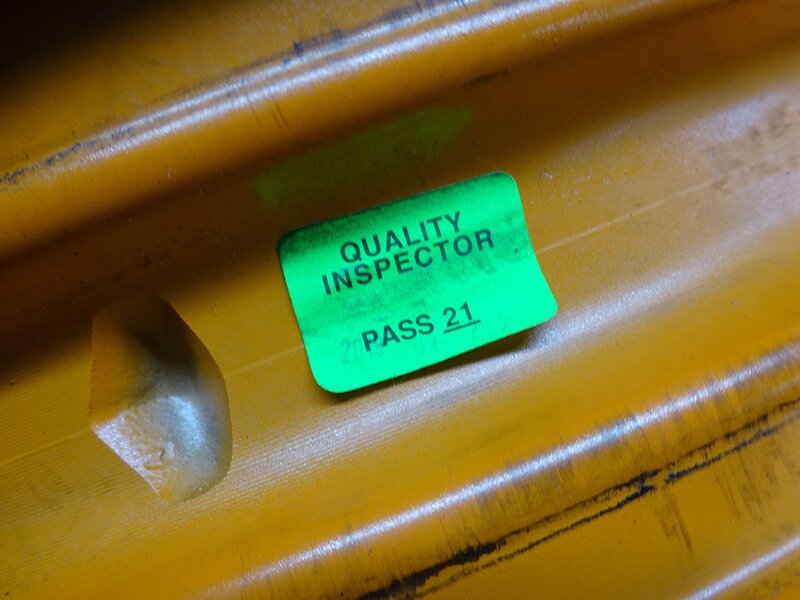 QUALITY
INSPECTOR
PASS 21